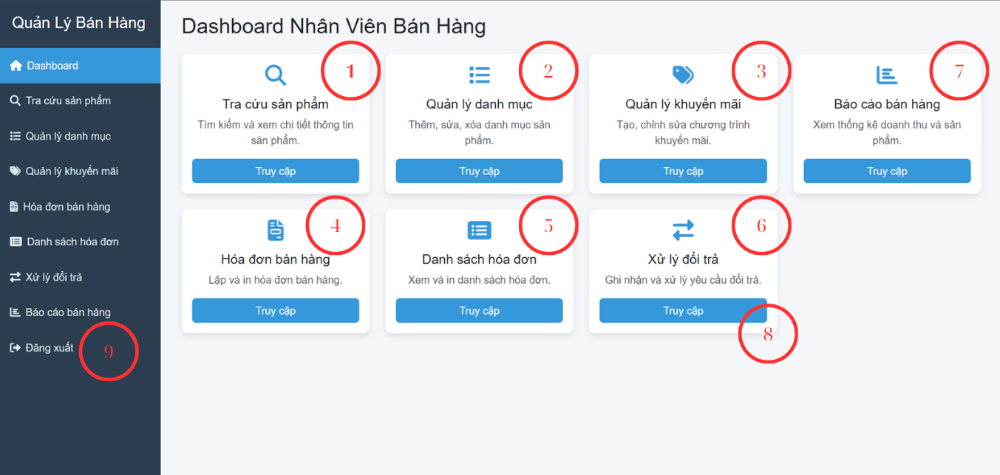 Quản Lý Bán Hàng
Dashboard
Tra cứu sản phẩm
Quản lý danh mục
Quản lý khuyến mãi
Hóa đơn bán hàng
Danh sách hóa đơn
Xử lý đổi trả
Báo cáo bán hàng
Đăng xuất
9
Dashboard Nhân Viên Bán Hàng
1
Tra cứu sản phẩm
Tìm kiếm và xem chi tiết thông tin
sản phẩm.
Truy cập
2
Quản lý danh mục
Thêm, sửa, xóa danh mục sản
phẩm.
Truy cập
3
Quản lý khuyến mãi
Tạo, chỉnh sửa chương trình
khuyến mãi.
Truy cập
7
Báo cáo bán hàng
Xem thống kê doanh thu và sản
phẩm.
Truy cập
4
Hóa đơn bán hàng
Lập và in hóa đơn bán hàng.
Truy cập
5
Danh sách hóa đơn
Xem và in danh sách hóa đơn.
Truy cập
6
Xử lý đổi trả
Ghi nhận và xử lý yêu cầu đổi trả.
Truy cập
8